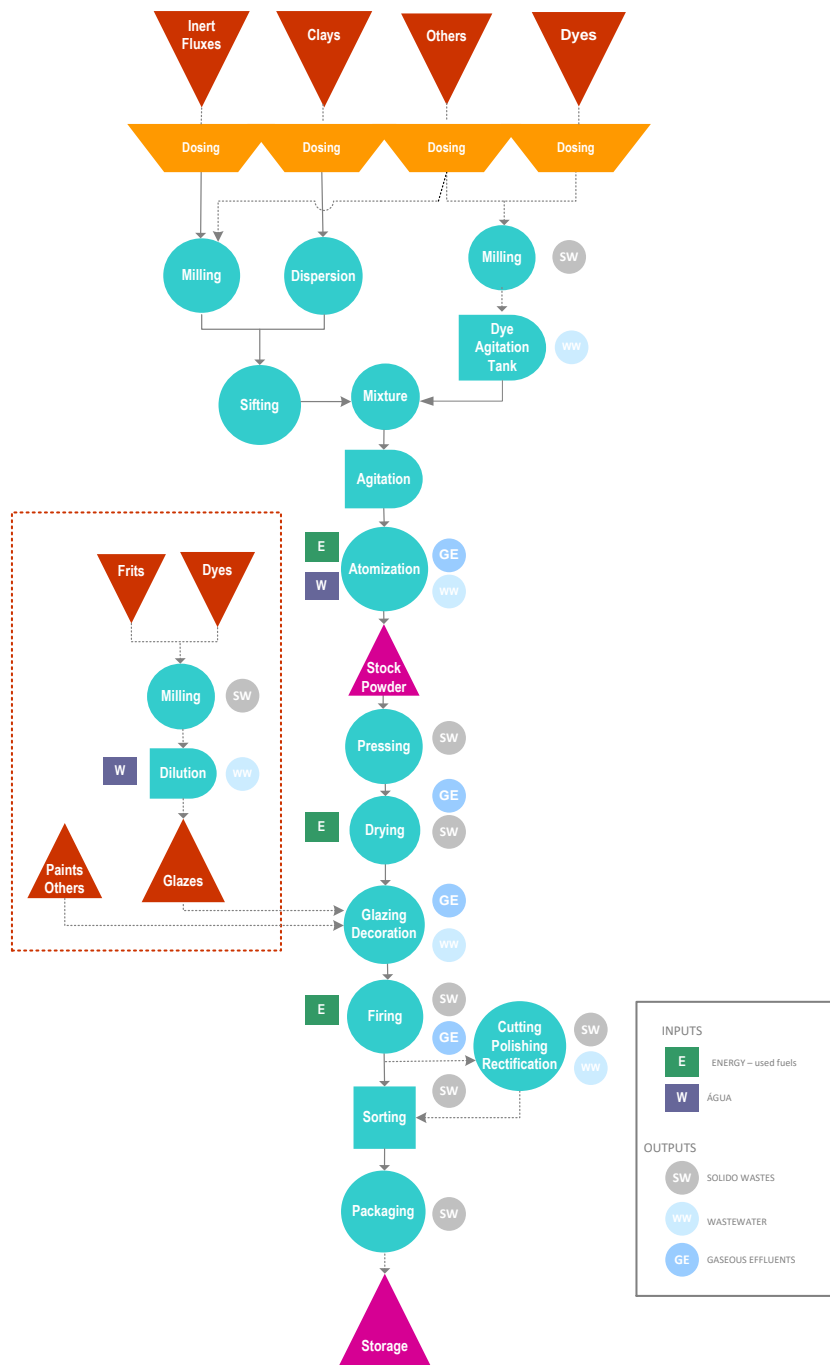 Inert
Fluxes
Clays
Others
Dyes
Dosing
Dosing
Dosing
Dosing
Milling
Dispersion
Milling
SW
Dye
Agitation
Tank
WW
Sifting
Mixture
Agitation
E
W
Atomization
GE
WW
Frits
Dyes
Stock
Powder
Milling
SW
Pressing
SW
W
Dilution
WW
GE
E
Drying
SW
Paints
Others
Glazes
Glazing
Decoration
GE
WW
E
Firing
SW
GE
Cutting
Polishing
Rectification
SW
WW
Sorting
SW
Packaging
SW
Storage
INPUTS
E ENERGY – used fuels
W ÁGUA
OUTPUTS
SW SOLIDO WASTES
WW WASTEWATER
GE GASEOUS EFFLUENTS